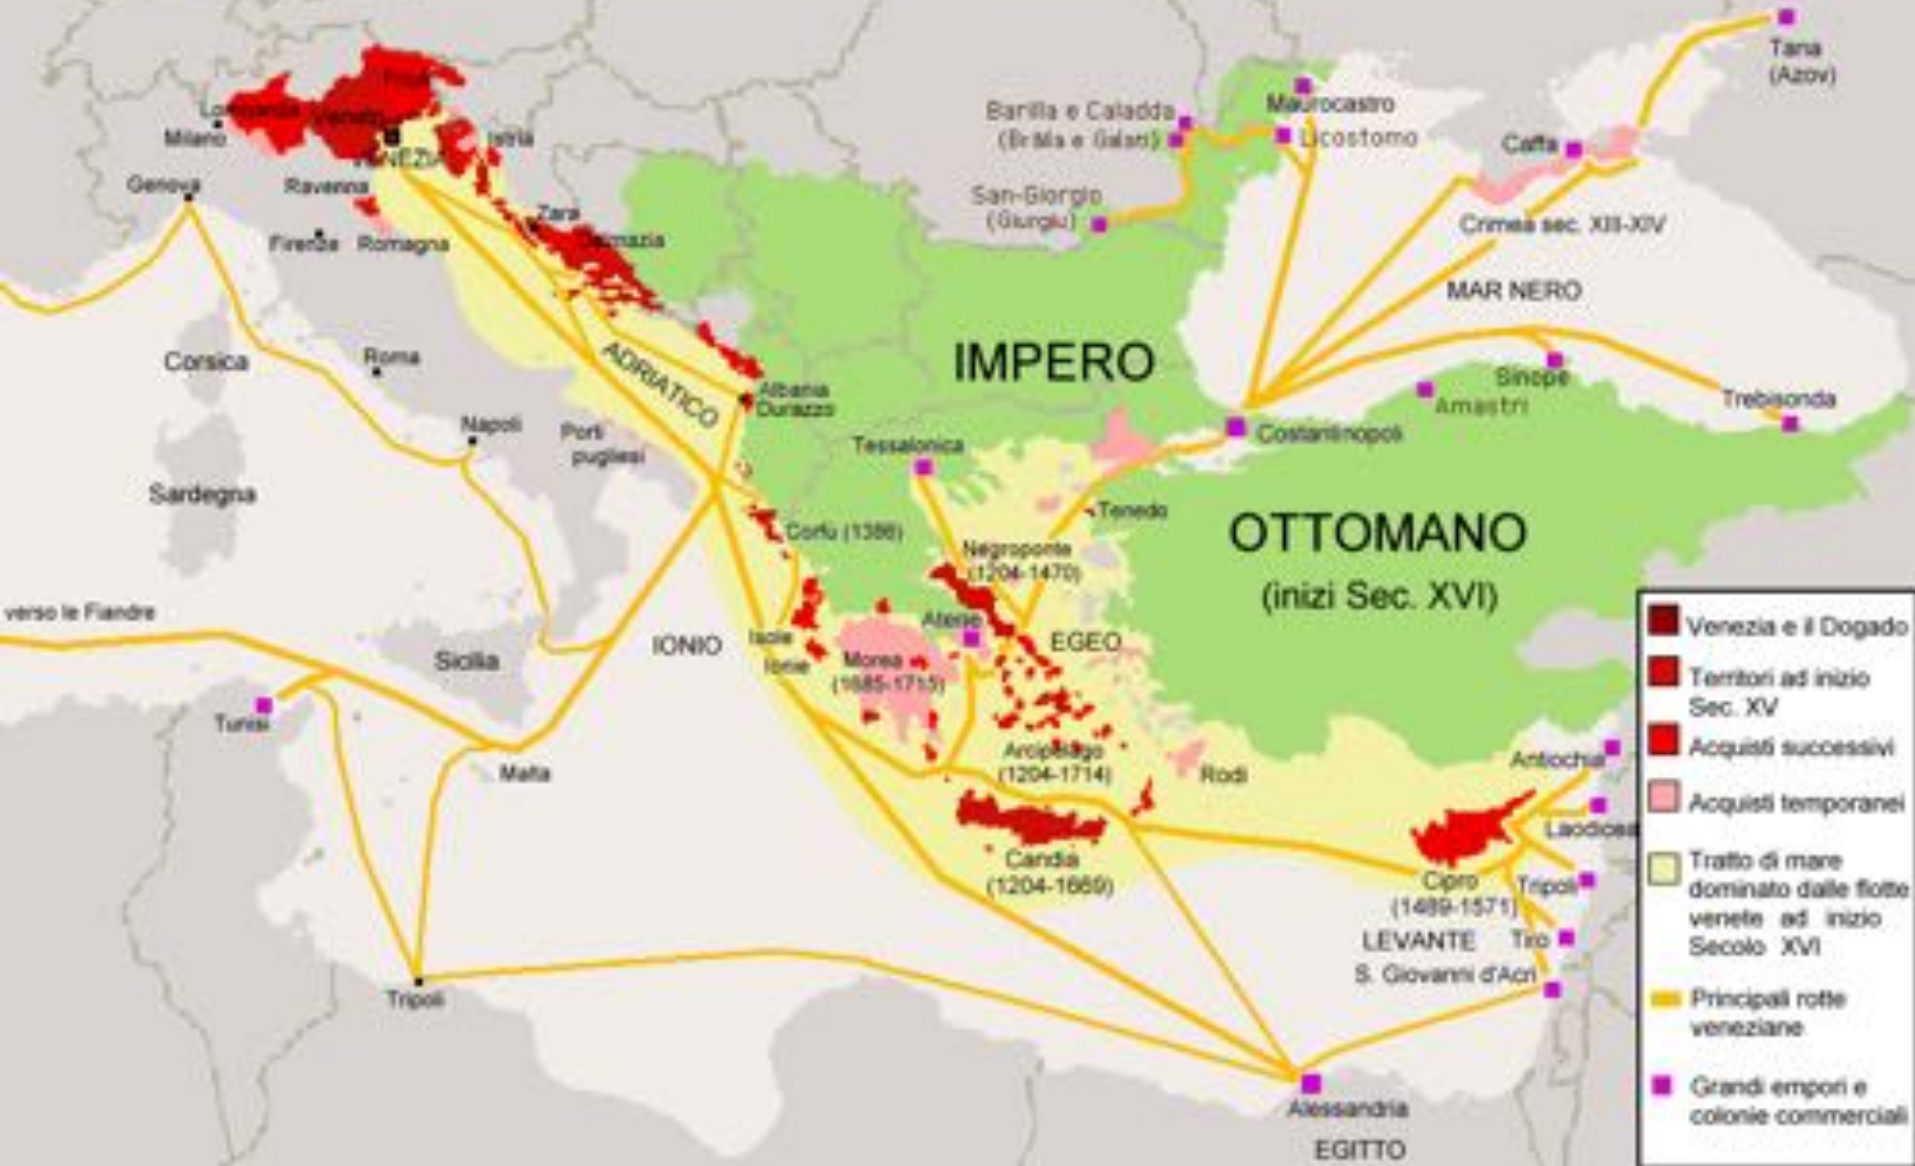 Tana
(Azov)
Friuli
Lombardia
Veneto
Milano
VENEZIA
Istria
Barilla e Caladda
(Brăila e Galați)
Maurocastro
Licostomo
Caffa
Genova
Ravenna
San-Giorgio
(Giurgiu)
Zara
Firenze
Romagna
Dalmazia
Crimea sec. XIII-XIV
MAR NERO
Corsica
Roma
ADRIATICO
IMPERO
Albania
Durazzo
Sinope
Amastri
Trebisonda
Napoli
Porti
pugliesi
Tessalonica
Costantinopoli
Sardegna
Tenedo
Corfù (1386)
OTTOMANO
(inizi Sec. XVI)
Negroponte
(1204-1470)
verso le Fiandre
Atene
IONIO
Isole
Ionie
EGEO
Sicilia
Morea
(1685-1715)
Tunisi
Malta
Arcipelago
(1204-1714)
Rodi
Antiochia
Laodicea
Candia
(1204-1669)
Cipro
(1489-1571)
Tripoli
LEVANTE
Tiro
S. Giovanni d'Acri
Tripoli
Alessandria
EGITTO
Venezia e il Dogado
Territori ad inizio
Sec. XV
Acquisti successivi
Acquisti temporanei
Tratto di mare
dominato dalle flotte
venete ad inizio
Secolo XVI
Principali rotte
veneziane
Grandi empori e
colonie commerciali